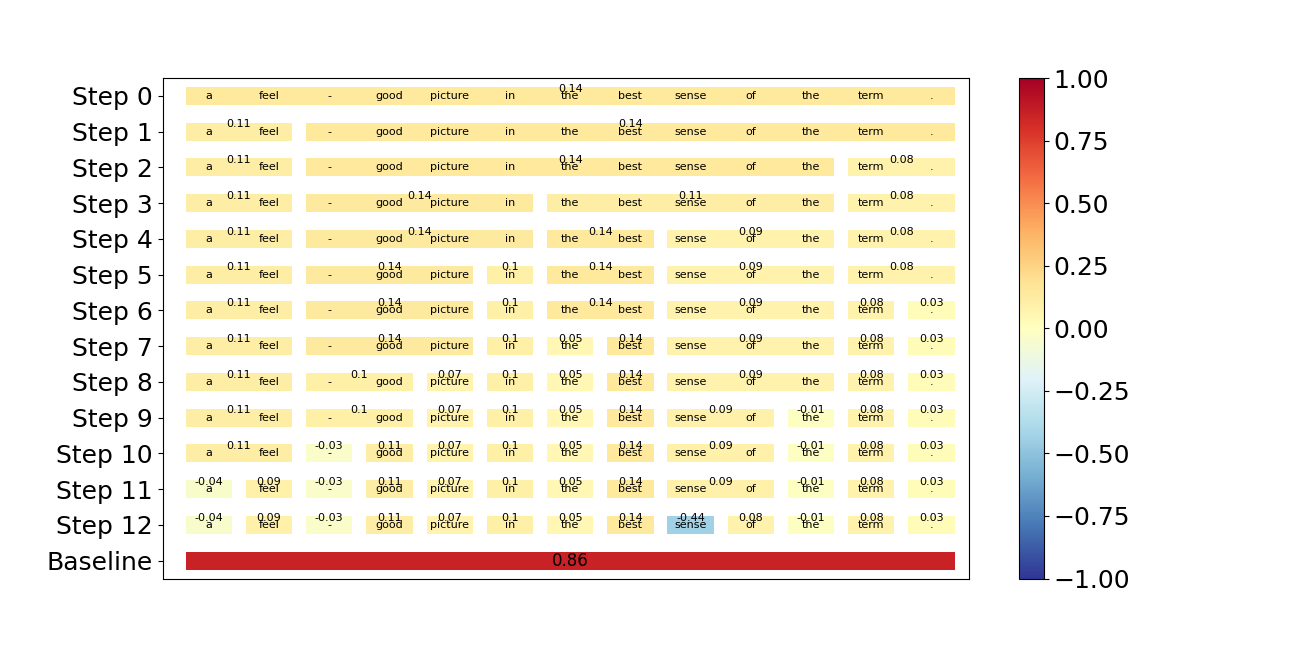 0.14
Step 0 a feel - good picture in the best sense of the term .
0.11 0.14
Step 1 a feel - good picture in the best sense of the term .
0.11 0.14 0.08
Step 2 a feel - good picture in the best sense of the term .
0.11 0.14 0.11 0.08
Step 3 a feel - good picture in the best sense of the term .
0.11 0.14 0.14 0.09 0.08
Step 4 a feel - good picture in the best sense of the term .
0.11 0.14 0.1 0.14 0.09 0.08
Step 5 a feel - good picture in the best sense of the term .
0.11 0.14 0.1 0.14 0.09 0.08 0.03
Step 6 a feel - good picture in the best sense of the term .
0.11 0.14 0.1 0.05 0.14 0.09 0.08 0.03
Step 7 a feel - good picture in the best sense of the term .
0.11 0.1 0.07 0.1 0.05 0.14 0.09 0.08 0.03
Step 8 a feel - good picture in the best sense of the term .
0.11 0.1 0.07 0.1 0.05 0.14 0.09 -0.01 0.08 0.03
Step 9 a feel - good picture in the best sense of the term .
0.11 -0.03 0.11 0.07 0.1 0.05 0.14 0.09 -0.01 0.08 0.03
Step 10 a feel - good picture in the best sense of the term .
-0.04 0.09 -0.03 0.11 0.07 0.1 0.05 0.14 0.09 -0.01 0.08 0.03
Step 11 a feel - good picture in the best sense of the term .
-0.04 0.09 -0.03 0.11 0.07 0.1 0.05 0.14 -0.44 0.08 -0.01 0.08 0.03
Step 12 a feel - good picture in the best sense of the term .
Baseline 0.86
1.00
0.75
0.50
0.25
0.00
−0.25
−0.50
−0.75
−1.00